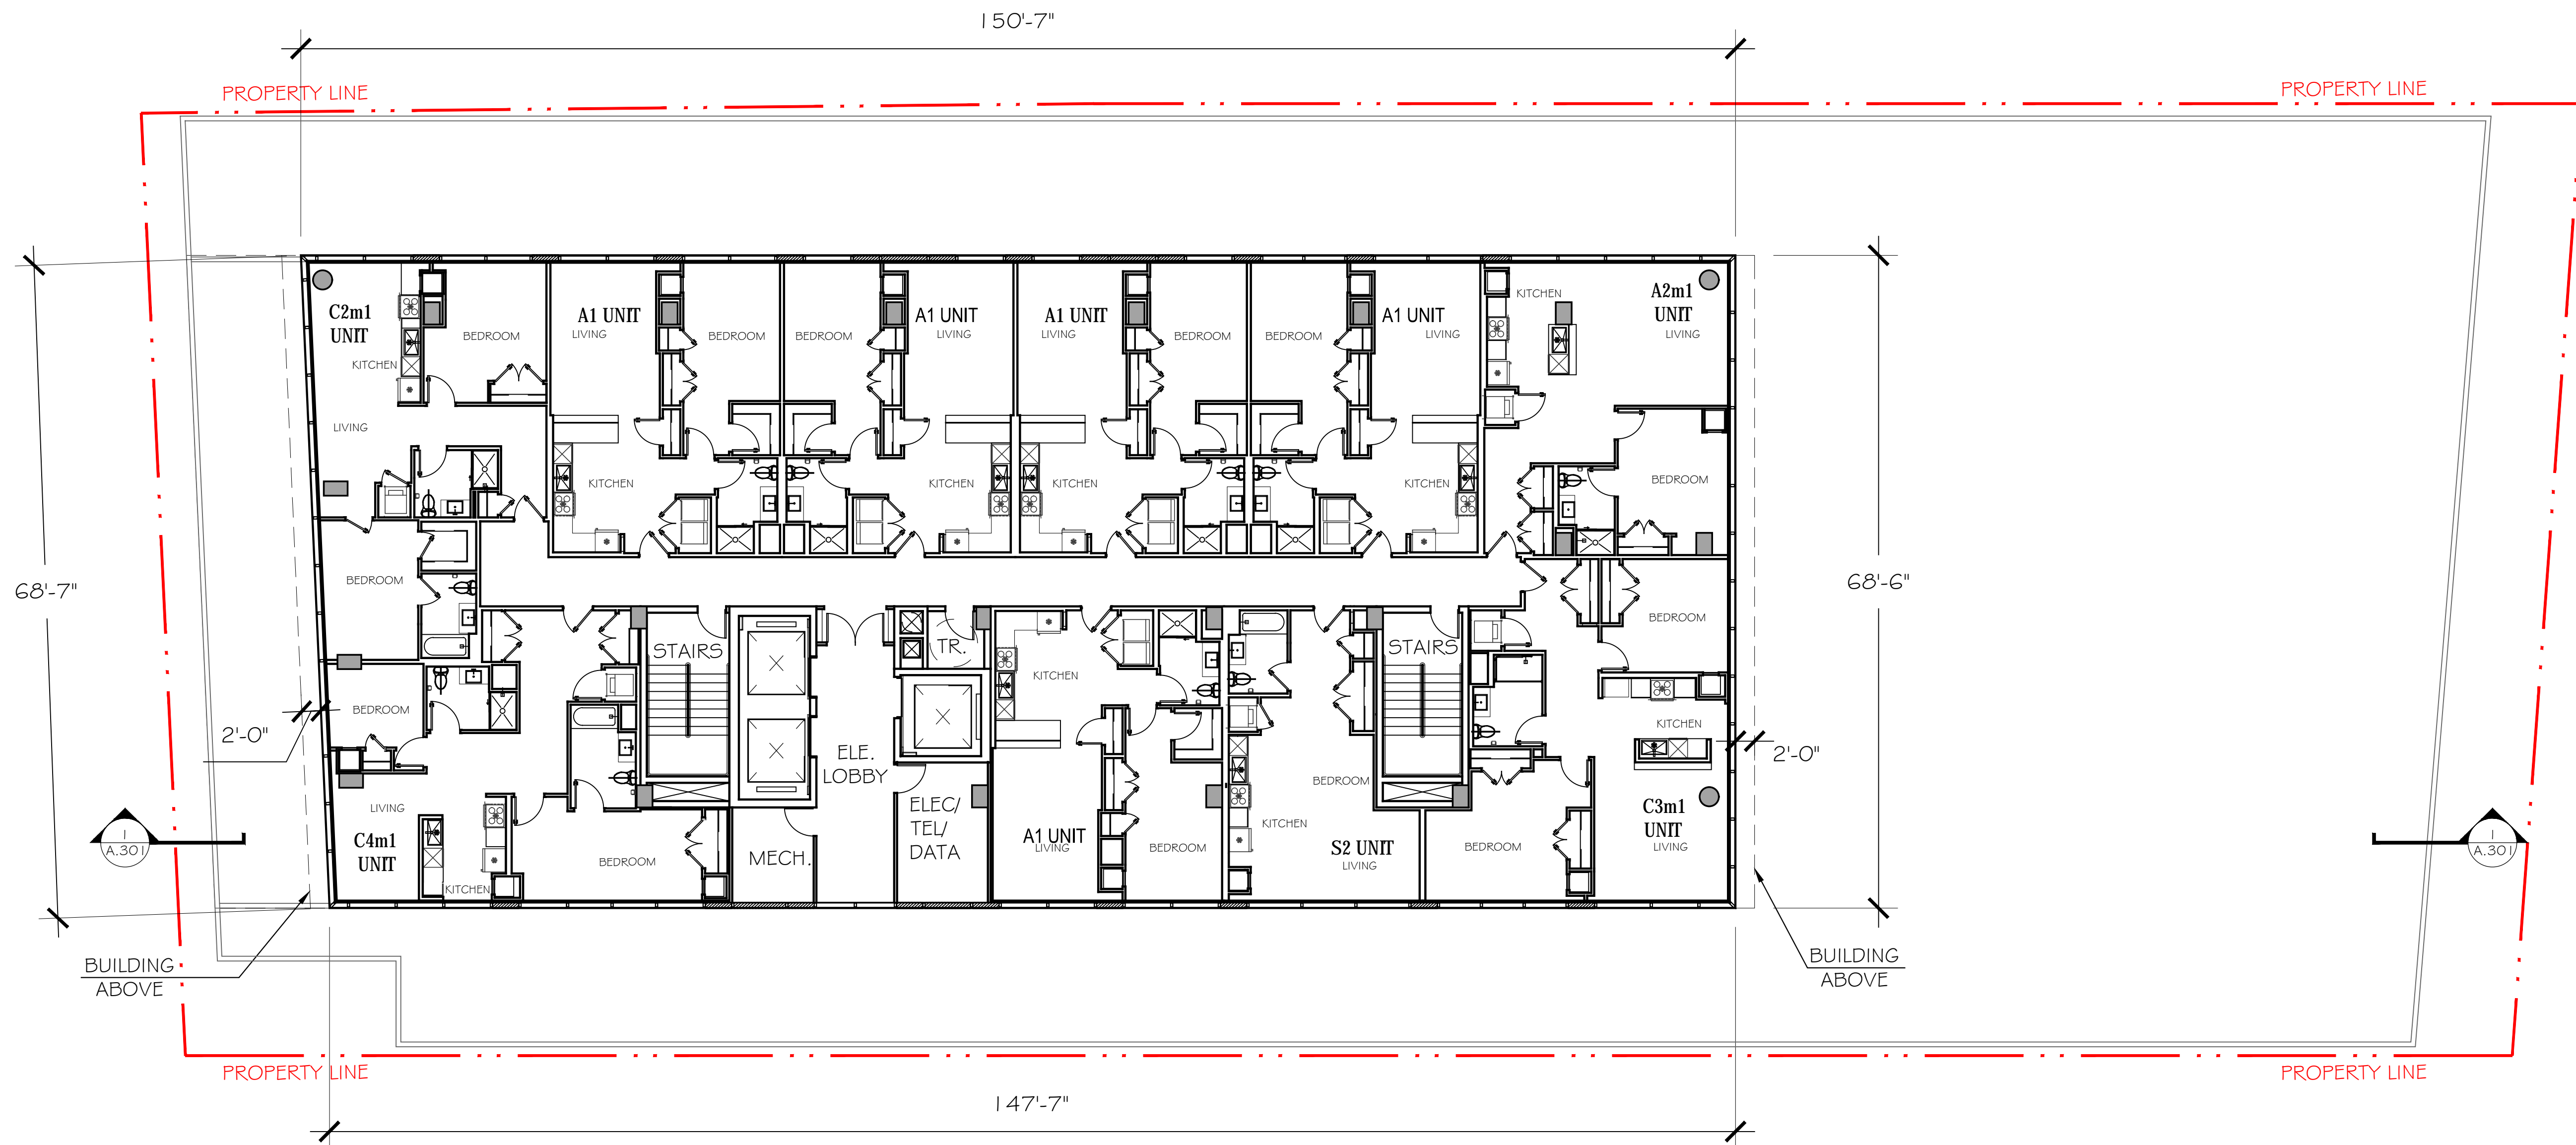 150'-7"
PROPERTY LINE
PROPERTY LINE
C2m1
UNIT
KITCHEN
LIVING
BEDROOM
A1 UNIT
LIVING
BEDROOM
KITCHEN
BEDROOM
A1 UNIT
LIVING
KITCHEN
A1 UNIT
LIVING
BEDROOM
KITCHEN
BEDROOM
A1 UNIT
LIVING
KITCHEN
KITCHEN
A2m1
UNIT
LIVING
BEDROOM
68'-7"
68'-6"
BEDROOM
BEDROOM
BEDROOM
STAIRS
TR.
KITCHEN
STAIRS
KITCHEN
2'-0"
2'-0"
ELE.
LOBBY
BEDROOM
LIVING
C4m1
UNIT
KITCHEN
BEDROOM
MECH.
ELEC/
TEL/
DATA
A1 UNIT
LIVING
BEDROOM
KITCHEN
S2 UNIT
LIVING
BEDROOM
C3m1
UNIT
LIVING
1
A.301
1
A.301
BUILDING
ABOVE
BUILDING
ABOVE
PROPERTY LINE
PROPERTY LINE
147'-7"